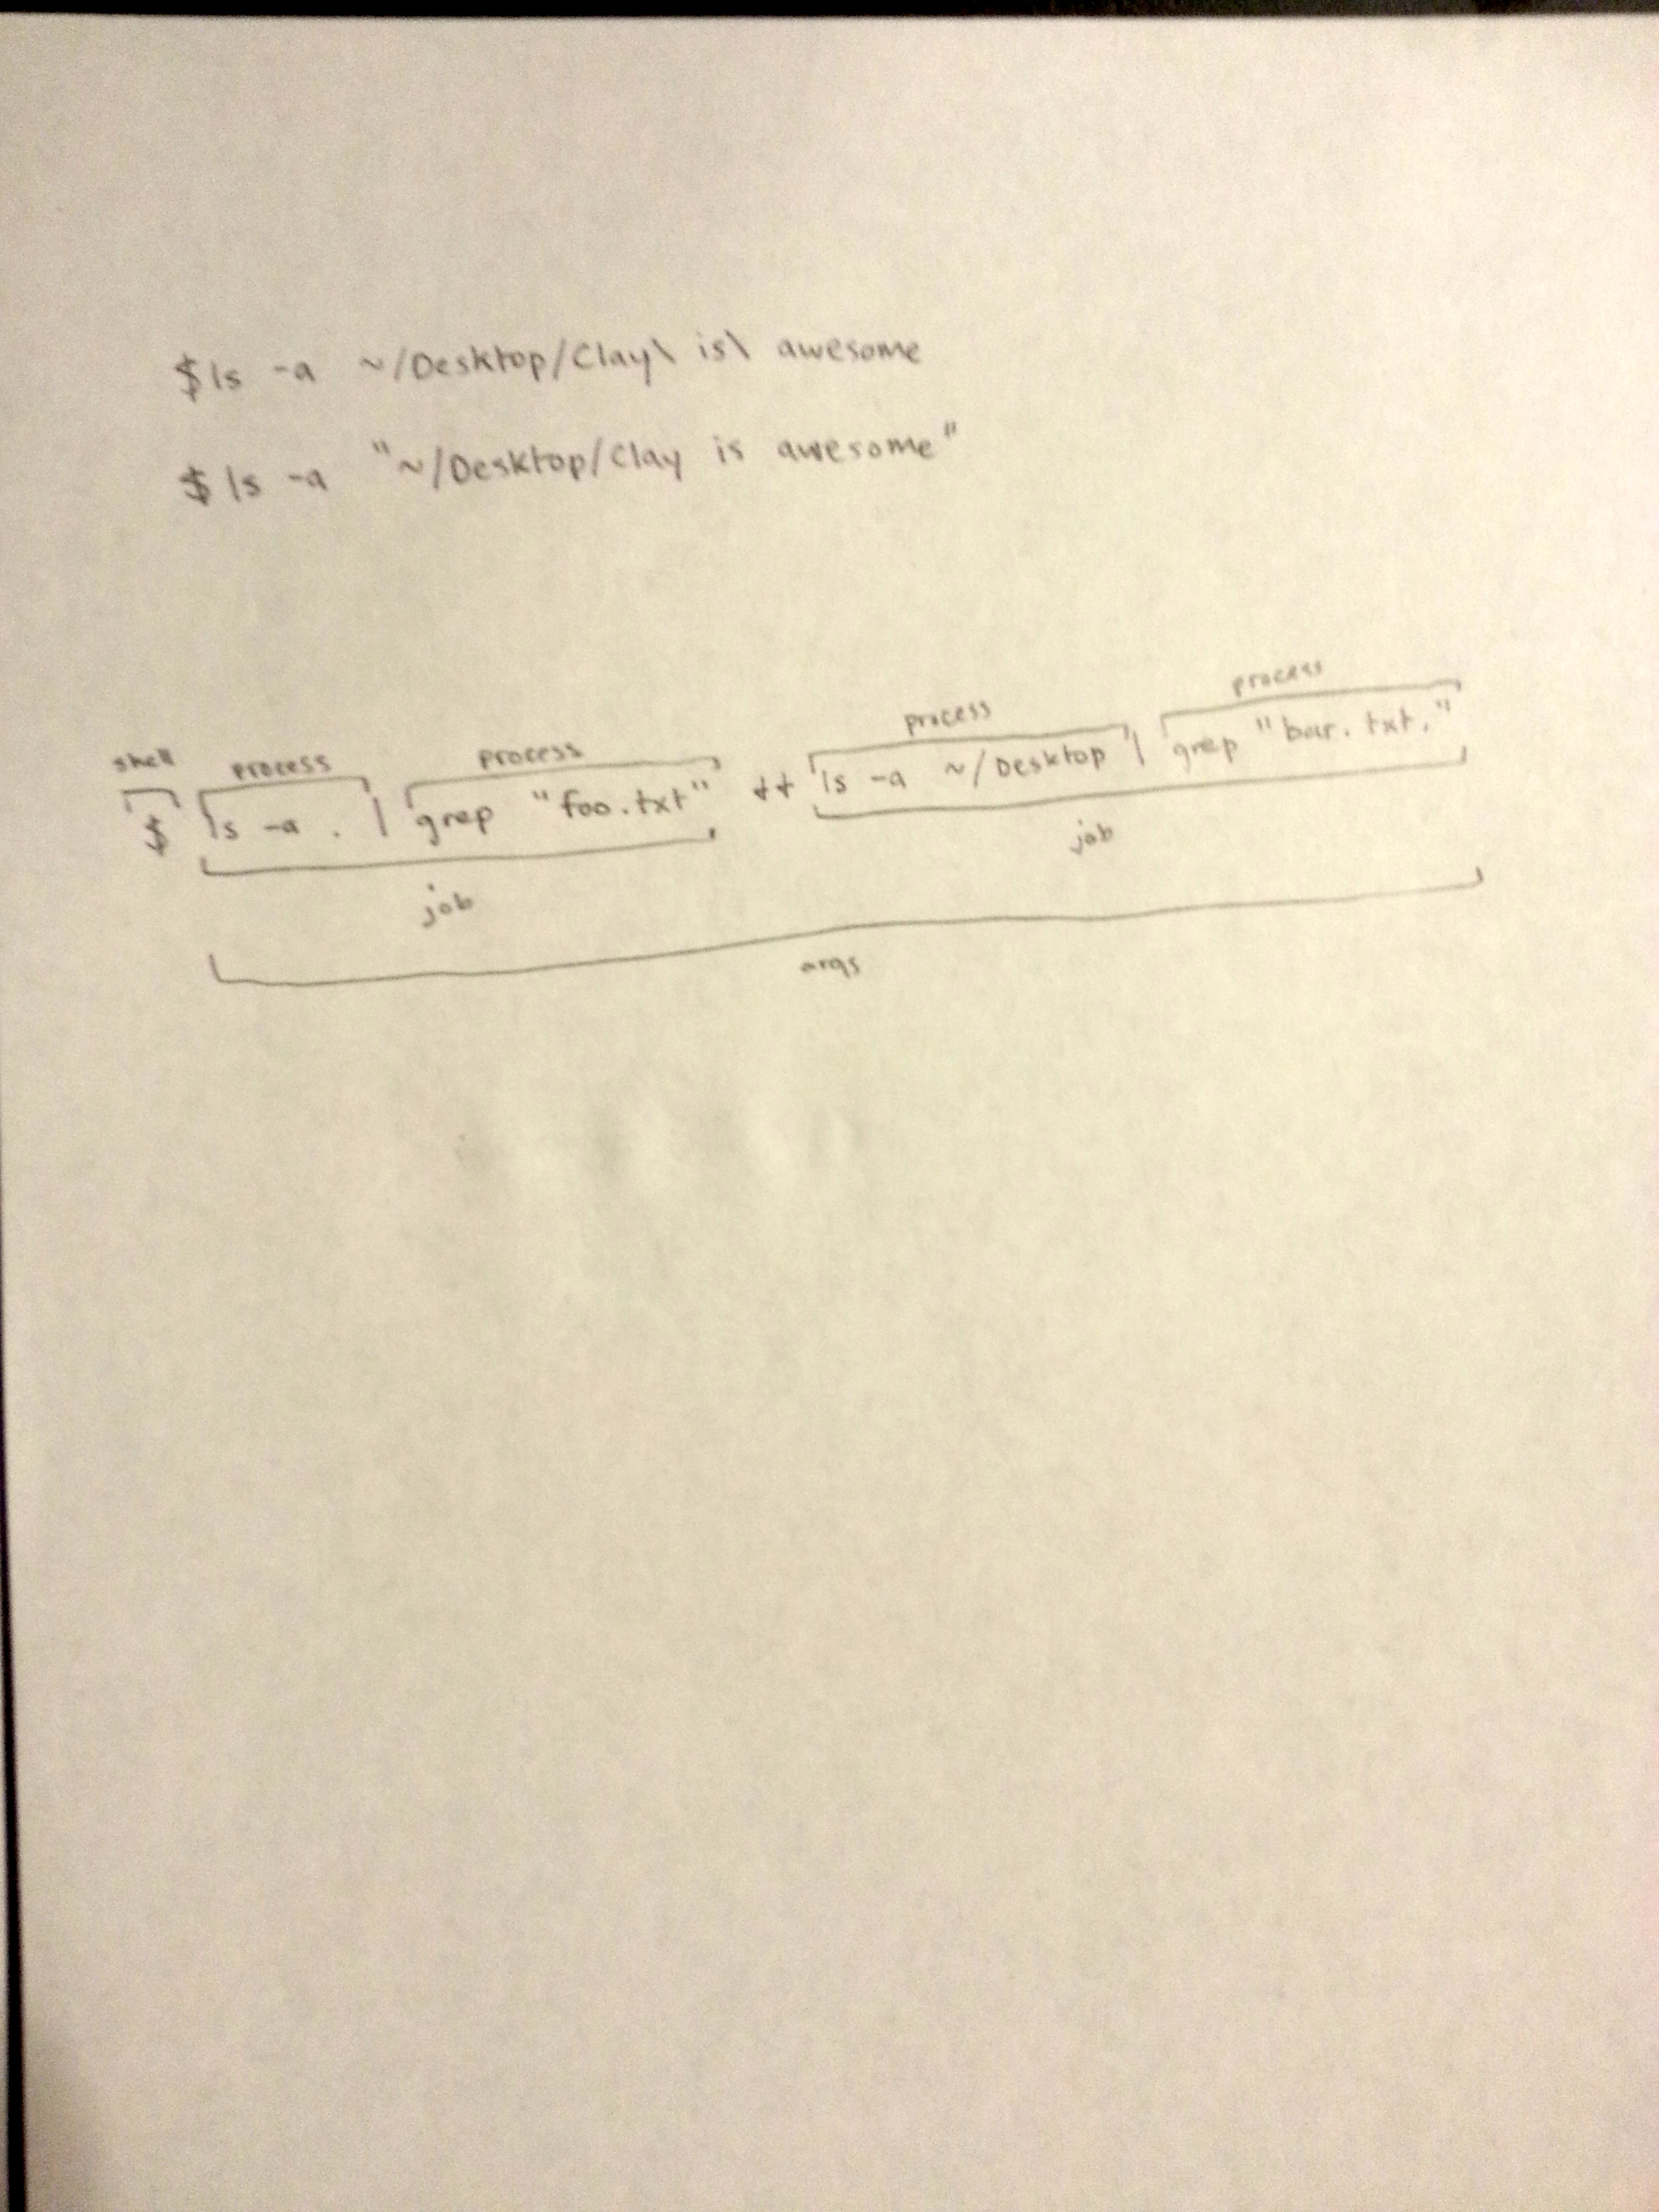 $ ls -a ~/Desktop/Clay\ is\ awesome
$ ls -a "~/Desktop/Clay is awesome"
shell process process process process
$ ls -a . | grep "foo.txt" && ls -a ~/Desktop | grep "bar.txt."
job job
args